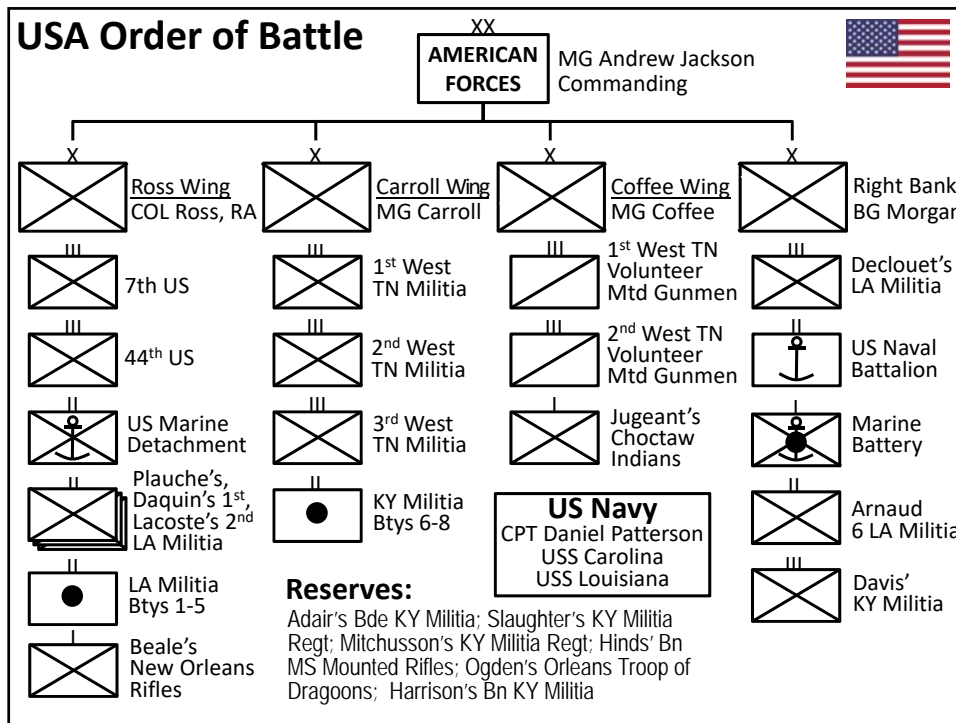 USA Order of Battle
XX
AMERICAN
FORCES
MG Andrew Jackson
Commanding
X
Ross Wing
COL Ross, RA
III
7th US
III
44th US
II
US Marine
Detachment
II
Plauche's,
Daquin's 1st,
Lacoste's 2nd
LA Militia
II
LA Militia
Btys 1-5
I
Beale's
New Orleans
Rifles
X
Carroll Wing
MG Carroll
III
1st West
TN Militia
III
2nd West
TN Militia
III
3rd West
TN Militia
II
KY Militia
Btys 6-8
X
Coffee Wing
MG Coffee
III
1st West TN
Volunteer
Mtd Gunmen
III
2nd West TN
Volunteer
Mtd Gunmen
I
Jugeant's
Choctaw
Indians
X
Right Bank
BG Morgan
III
Declouet's
LA Militia
II
US Naval
Battalion
I
Marine
Battery
II
Arnaud
6 LA Militia
III
Davis'
KY Militia
US Navy
CPT Daniel Patterson
USS Carolina
USS Louisiana
Reserves:
Adair's Bde KY Militia; Slaughter's KY Militia
Regt; Mitchusson's KY Militia Regt; Hinds' Bn
MS Mounted Rifles; Ogden's Orleans Troop of
Dragoons; Harrison's Bn KY Militia